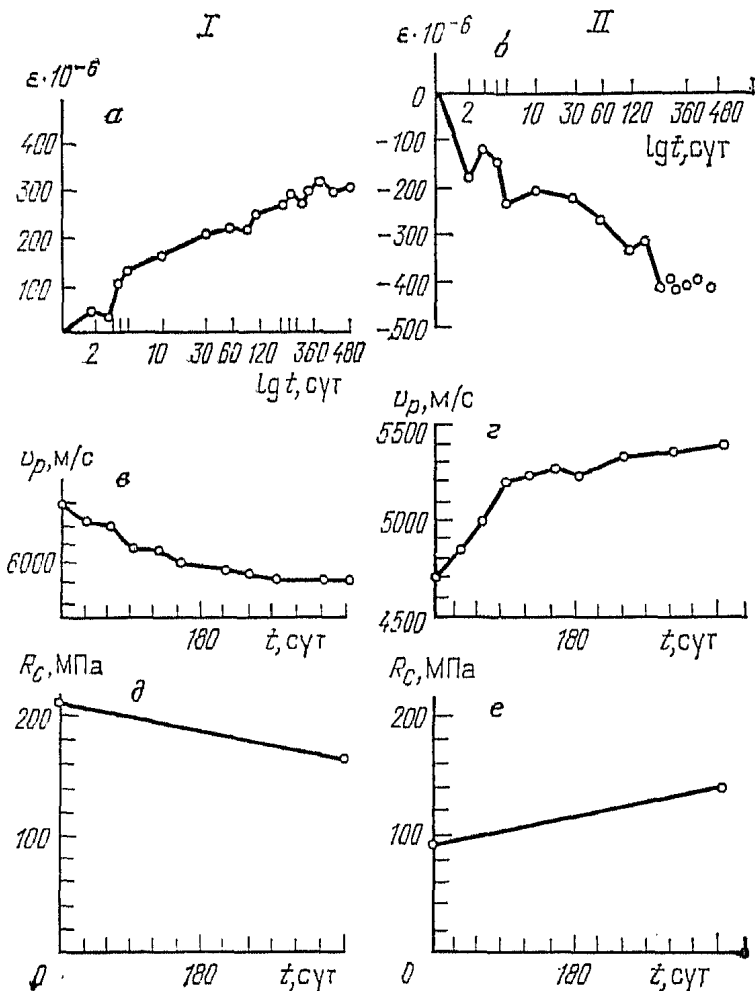 I
II
ε·10⁻⁶
a
400
300
200
100
2
10
30
60
120
360
480
lg t, сут
ε·10⁻⁶
б
0
-100
-200
-300
-400
-500
2
10
30
60
120
360
480
lg t, сут
υp, м/с
в
6000
180
t, сут
υp, м/с
г
5500
5000
4500
180
t, сут
Rc, МПа
д
200
100
0
180
t, сут
Rc, МПа
е
200
100
0
180
t, сут